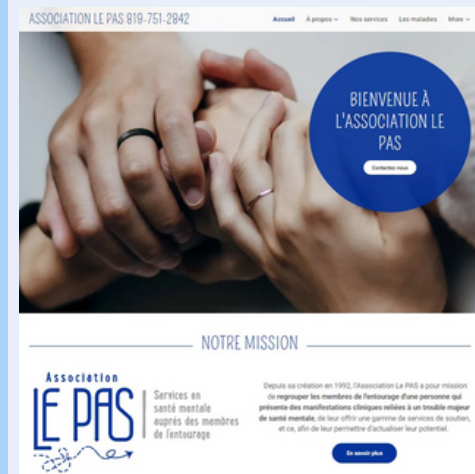 ASSOCIATION LE PAS 819-751-2842
Accueil À propos Nos services Les maladies More
BIENVENUE À
L'ASSOCIATION LE
PAS
Contactez-nous
NOTRE MISSION
Association
LE PAS
Services en
santé mentale
auprès des membres
de l'entourage
Depuis sa création en 1992, l'Association Le PAS a pour mission
de regrouper les membres de l'entourage d'une personne qui
présente des manifestations cliniques reliées à un trouble majeur
de santé mentale, de leur offrir une gamme de services de soutien,
et ce, afin de leur permettre d'actualiser leur potentiel.
En savoir plus